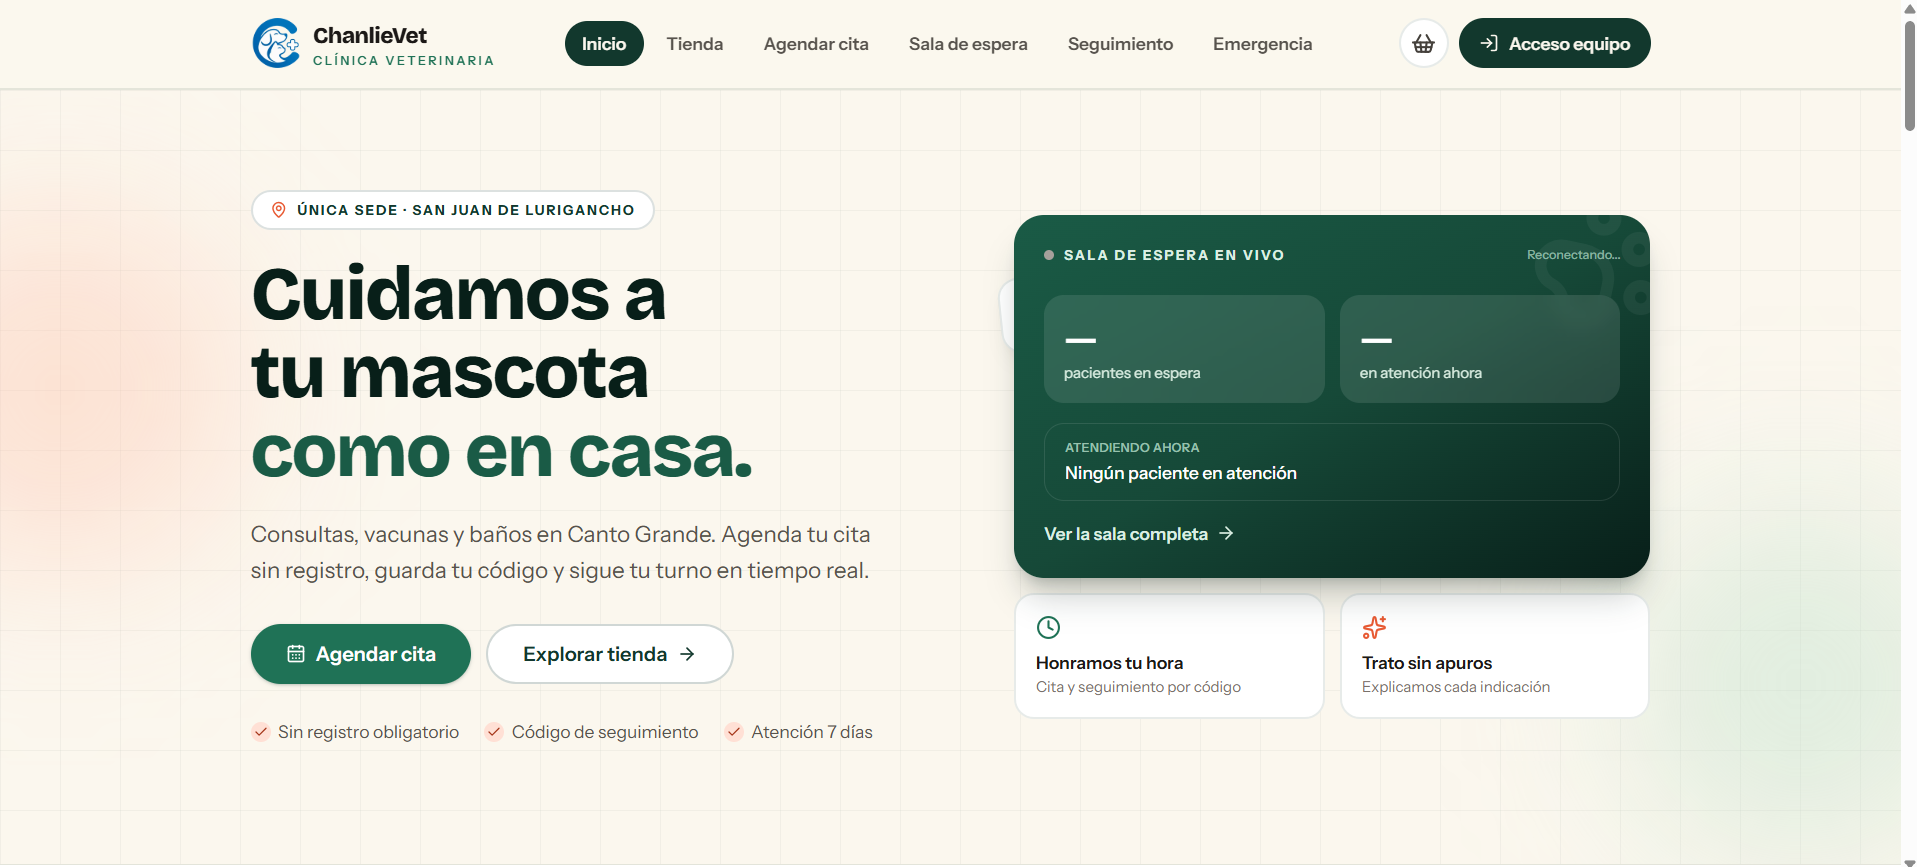 ChanlieVet
CLÍNICA VETERINARIA
Inicio
Tienda
Agendar cita
Sala de espera
Seguimiento
Emergencia
Acceso equipo
ÚNICA SEDE · SAN JUAN DE LURIGANCHO
Cuidamos a
tu mascota
como en casa.
Consultas, vacunas y baños en Canto Grande. Agenda tu cita
sin registro, guarda tu código y sigue tu turno en tiempo real.
Agendar cita
Explorar tienda
Sin registro obligatorio
Código de seguimiento
Atención 7 días
SALA DE ESPERA EN VIVO
Reconectando...
—
pacientes en espera
—
en atención ahora
ATENDIENDO AHORA
Ningún paciente en atención
Ver la sala completa
Honramos tu hora
Cita y seguimiento por código
Trato sin apuros
Explicamos cada indicación